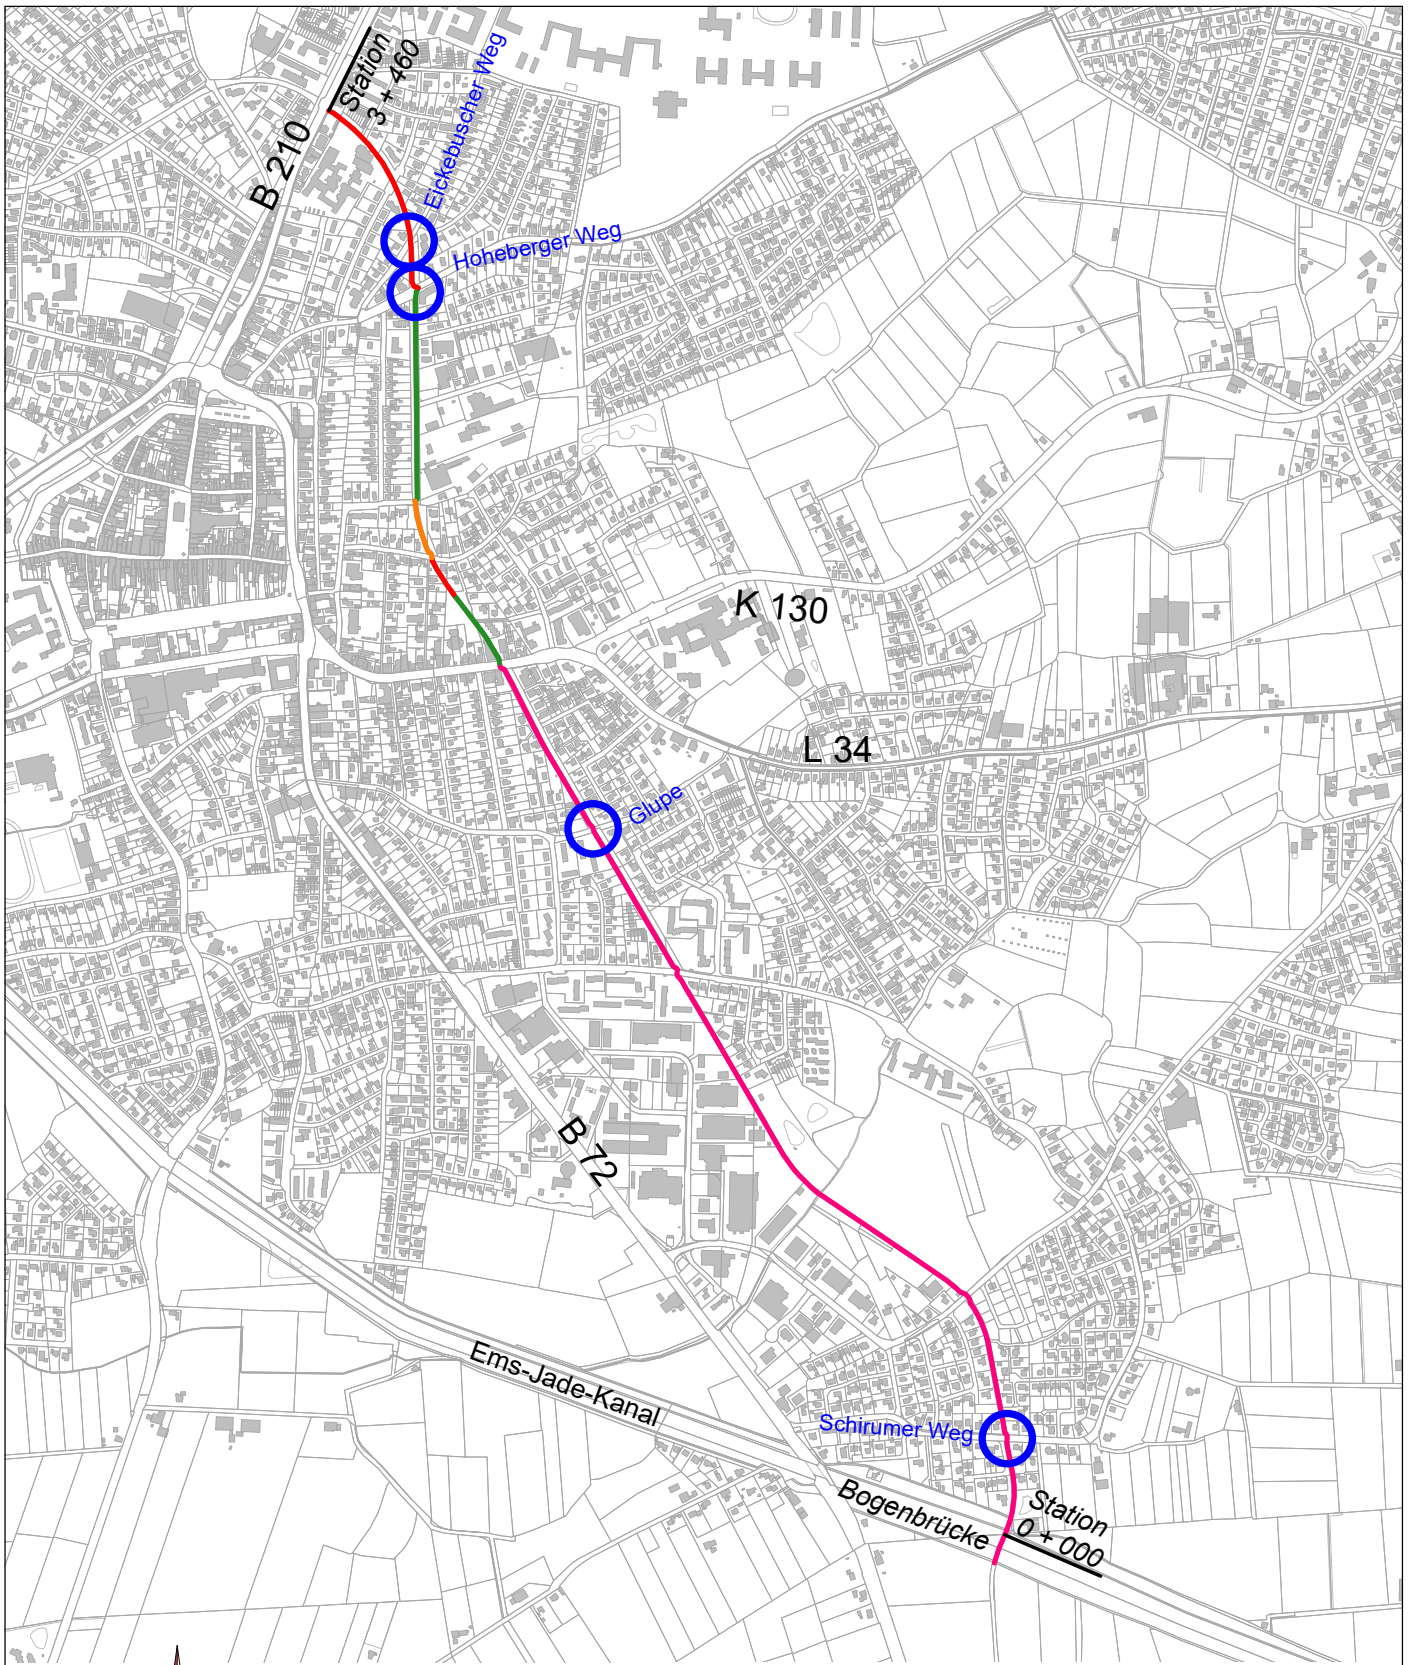 Station
3 + 460
Eickebuscher Weg
B 210
Hoheberger Weg
K 130
L 34
Glupe
B 72
Ems-Jade-Kanal
Schirumer Weg
Bogenbrücke
Station
0 + 000